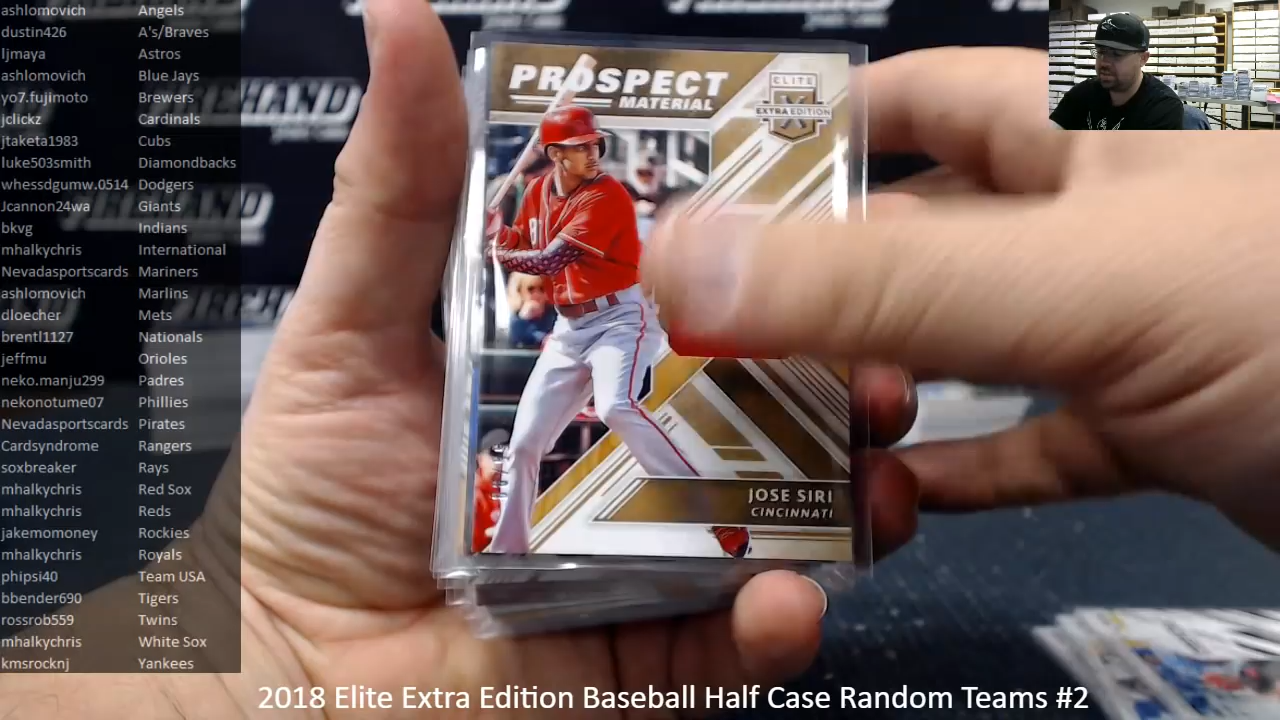 ashlomovich Angels
dustin426 A's/Braves
ljmaya Astros
ashlomovich Blue Jays
yo7.fujimoto Brewers
jclickz Cardinals
jtaketa1983 Cubs
luke503smith Diamondbacks
whessdgumw.0514 Dodgers
Jcannon24wa Giants
bkvg Indians
mhalkychris International
Nevadasportscards Mariners
ashlomovich Marlins
dloecher Mets
brentl1127 Nationals
jeffmu Orioles
neko.manju299 Padres
nekonotume07 Phillies
Nevadasportscards Pirates
Cardsyndrome Rangers
soxbreaker Rays
mhalkychris Red Sox
mhalkychris Reds
jakemomoney Rockies
mhalkychris Royals
phipsi40 Team USA
bbender690 Tigers
rossrob559 Twins
mhalkychris White Sox
kmsrocknj Yankees
PROSPECT
MATERIAL
ELITE
X
EXTRA EDITION
JOSE SIRI
CINCINNATI
2018 Elite Extra Edition Baseball Half Case Random Teams #2